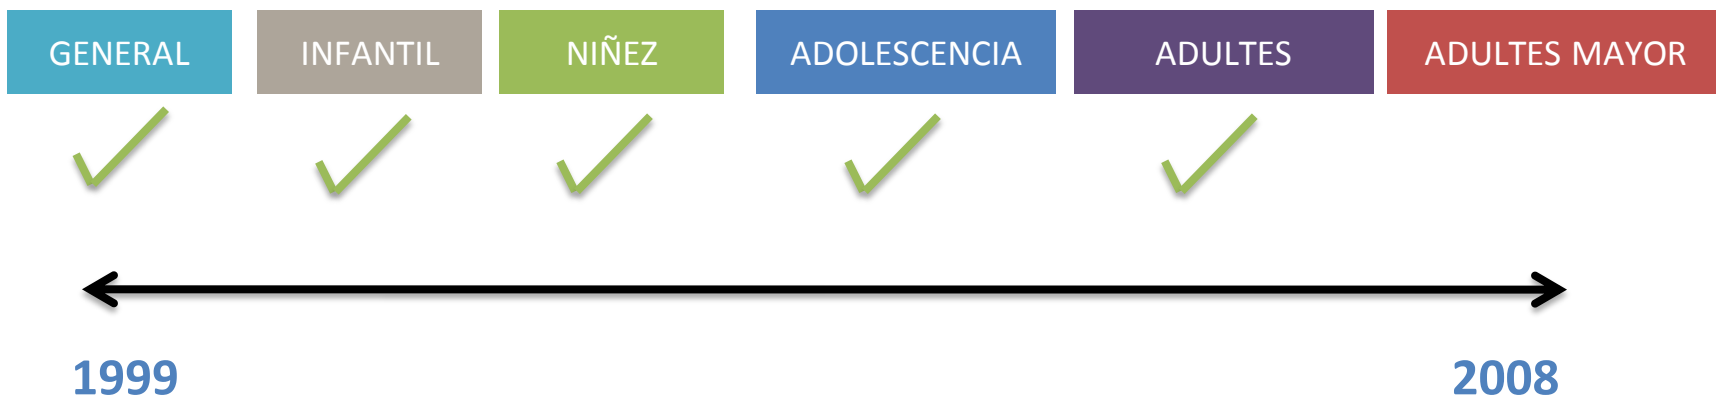 GENERAL
INFANTIL
NIÑEZ
ADOLESCENCIA
ADULTES
ADULTES MAYOR
1999
2008